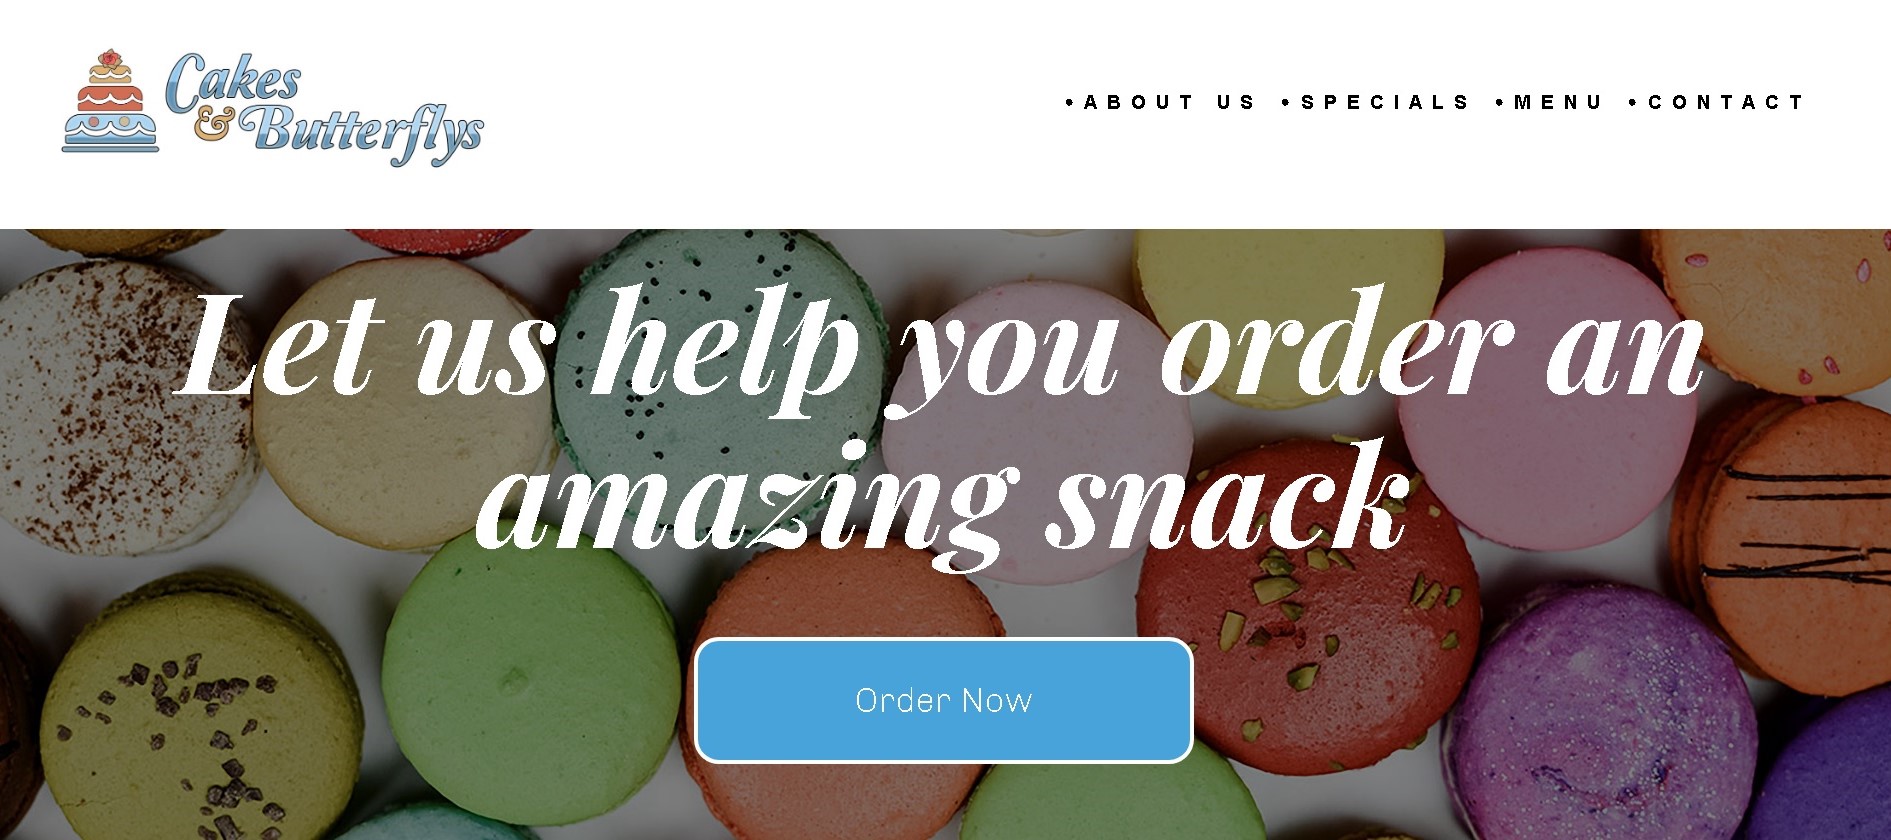 Cakes
& Butterflys
•ABOUT US •SPECIALS •MENU •CONTACT
Let us help you order an
amazing snack
Order Now